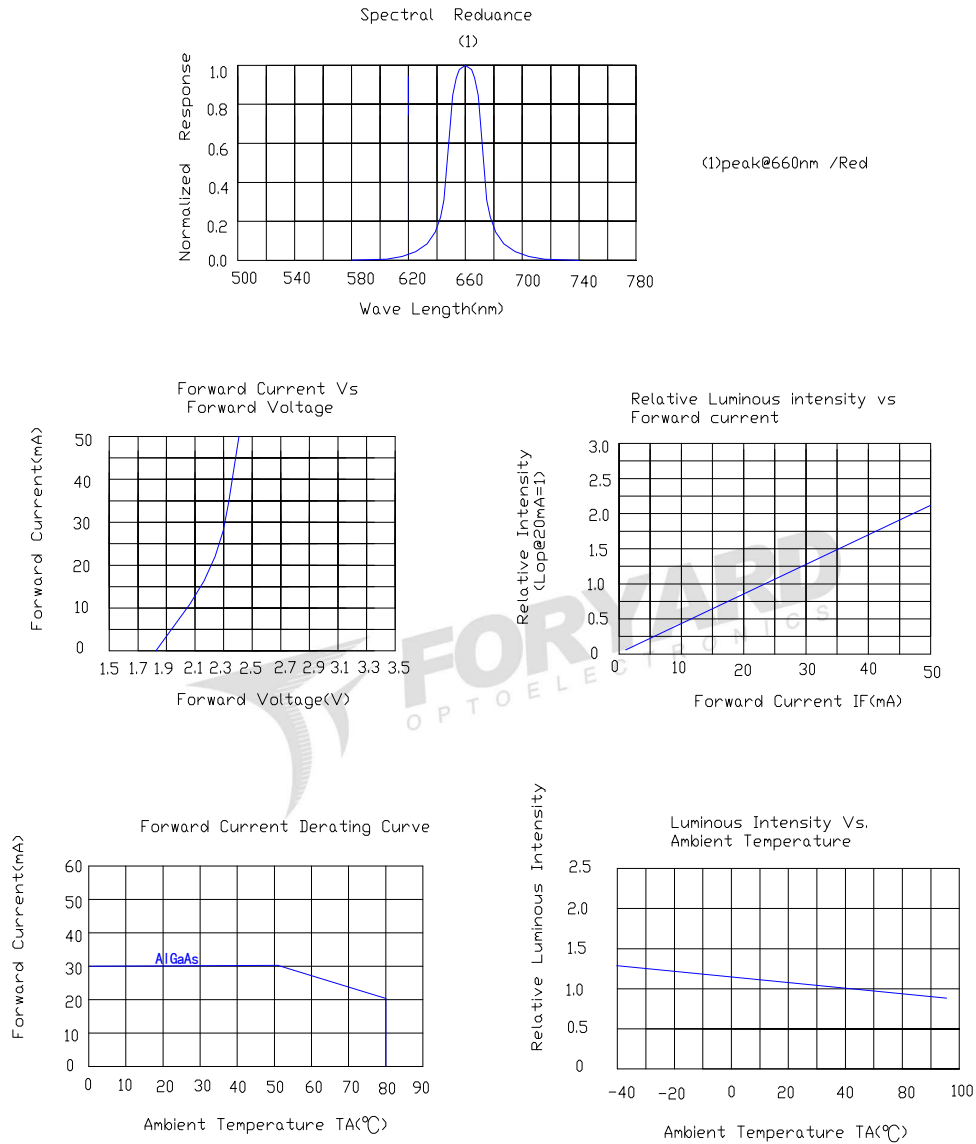 Spectral Reduance
(1)
Normalized Response
1.0
0.8
0.6
0.4
0.2
0.0
500 540 580 620 660 700 740 780
Wave Length(nm)
(1)peak@660nm /Red
Forward Current Vs
Forward Voltage
Forward Current(mA)
50
40
30
20
10
0
1.5 1.7 1.9 2.1 2.3 2.5 2.7 2.9 3.1 3.3 3.5
Forward Voltage(V)
Relative Luminous intensity vs
Forward current
Relative Intensity
(Lope@20mA=1)
3.0
2.5
2.0
1.5
1.0
0.5
0
10 20 30 40 50
Forward Current IF(mA)
FORYARD
OPTOELECTRONICS
Forward Current Derating Curve
Forward Current(mA)
60
50
40
30
20
10
0
AlGaAs
0 10 20 30 40 50 60 70 80 90
Ambient Temperature TA(℃)
Luminous Intensity Vs.
Ambient Temperature
Relative Luminous Intensity
2.5
2.0
1.5
1.0
0.5
0
-40 -20 0 20 40 60 80 100
Ambient Temperature TA(℃)